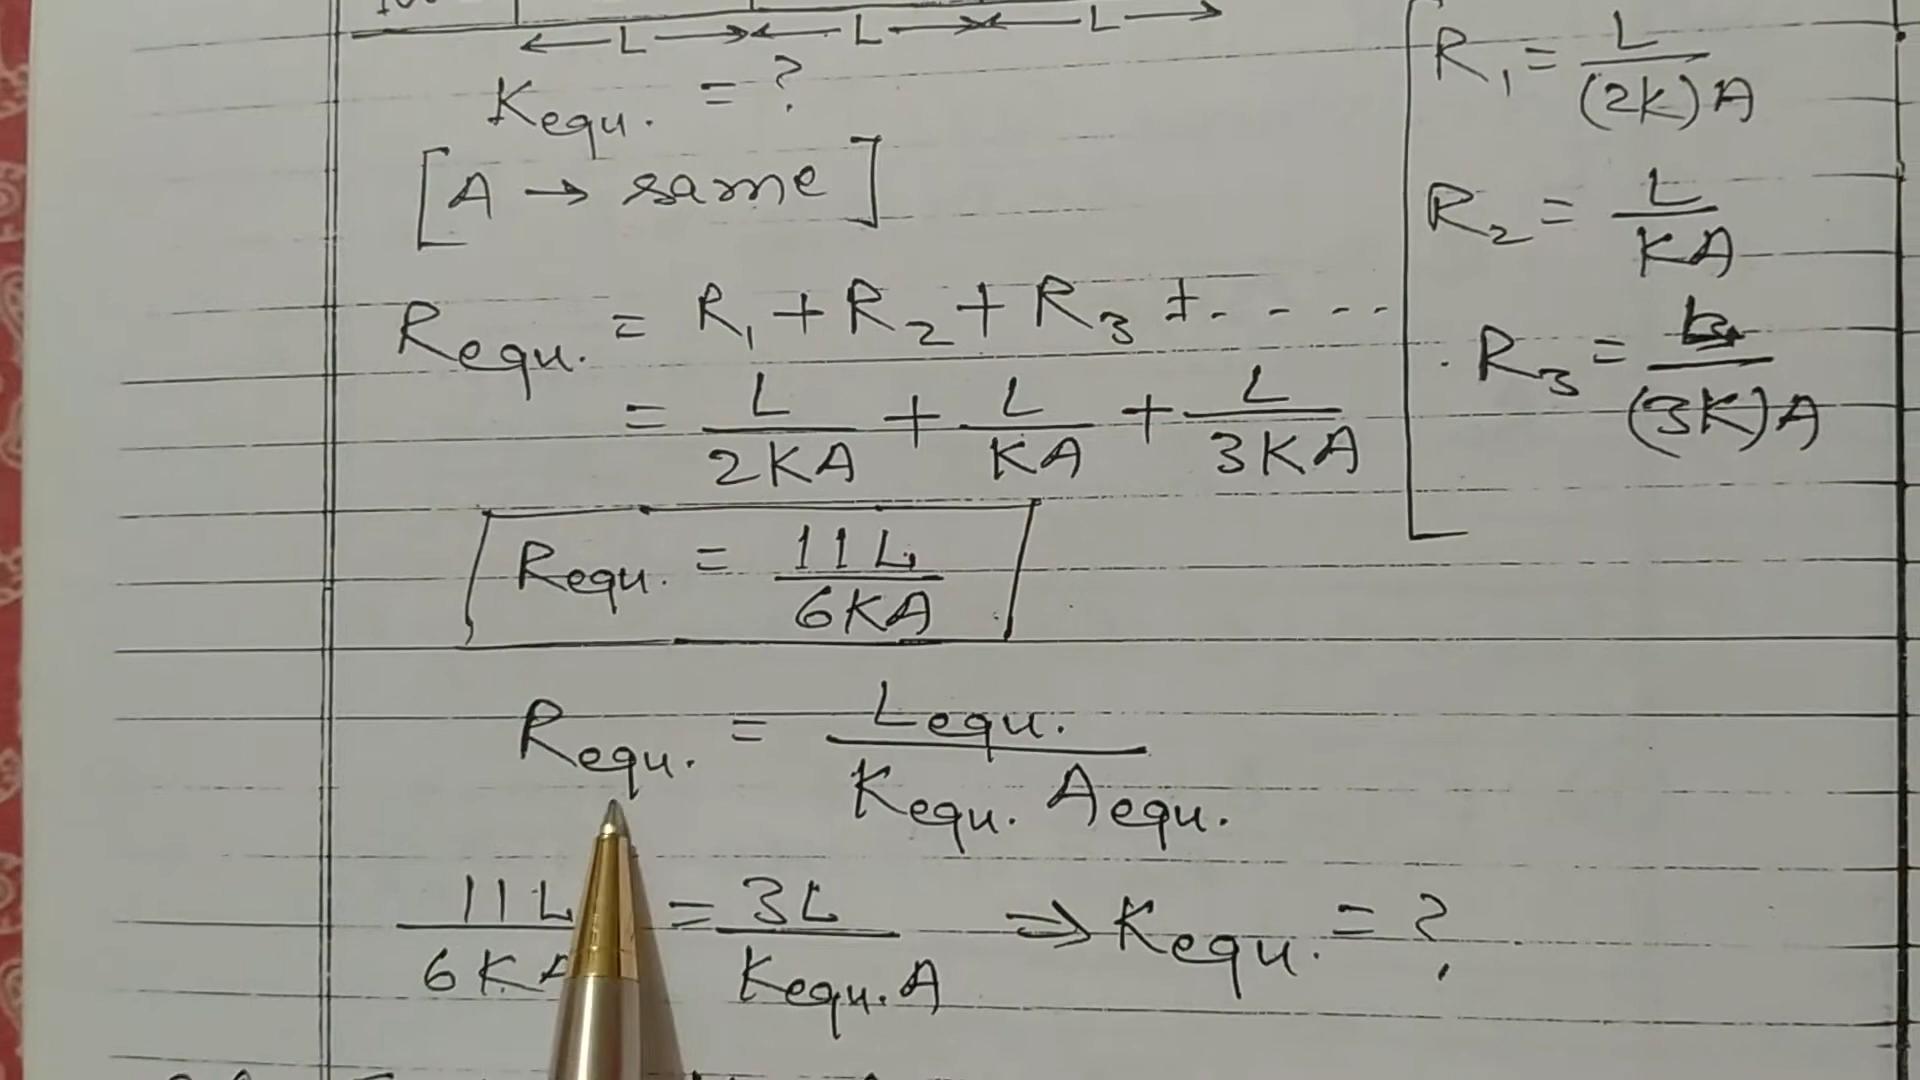 ← L → ← L → ← L →
Kequ. = ?
[A → same]
Requ. = R₁ + R₂ + R₃ + . - - - -
= L/2KA + L/KA + L/3KA
Requ. = 11L/6KA
Requ. = Lequ./Kequ. Aequ.
11L/6KA = 3L/Kequ.A ⇒ Kequ. = ?
R₁ = L/(2K)A
R₂ = L/KA
R₃ = L/(3K)A